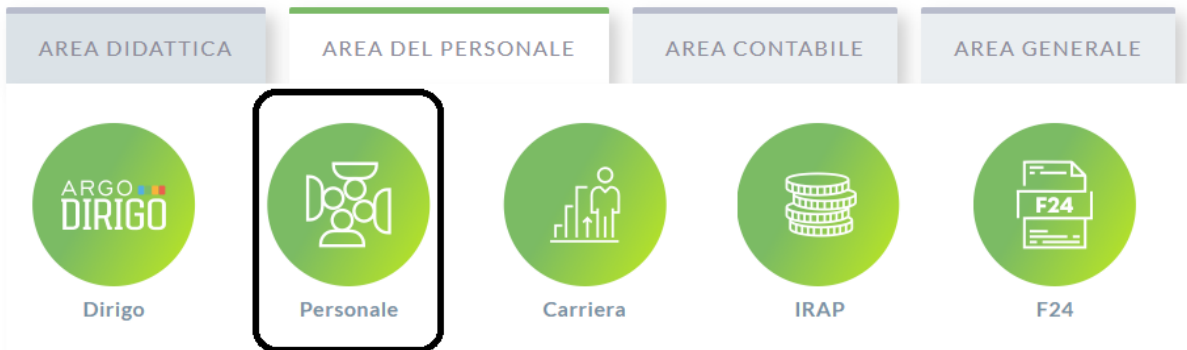 AREA DIDATTICA
AREA DEL PERSONALE
AREA CONTABILE
AREA GENERALE
ARGO
DIRIGO
F24
Dirigo
Personale
Carriera
IRAP
F24